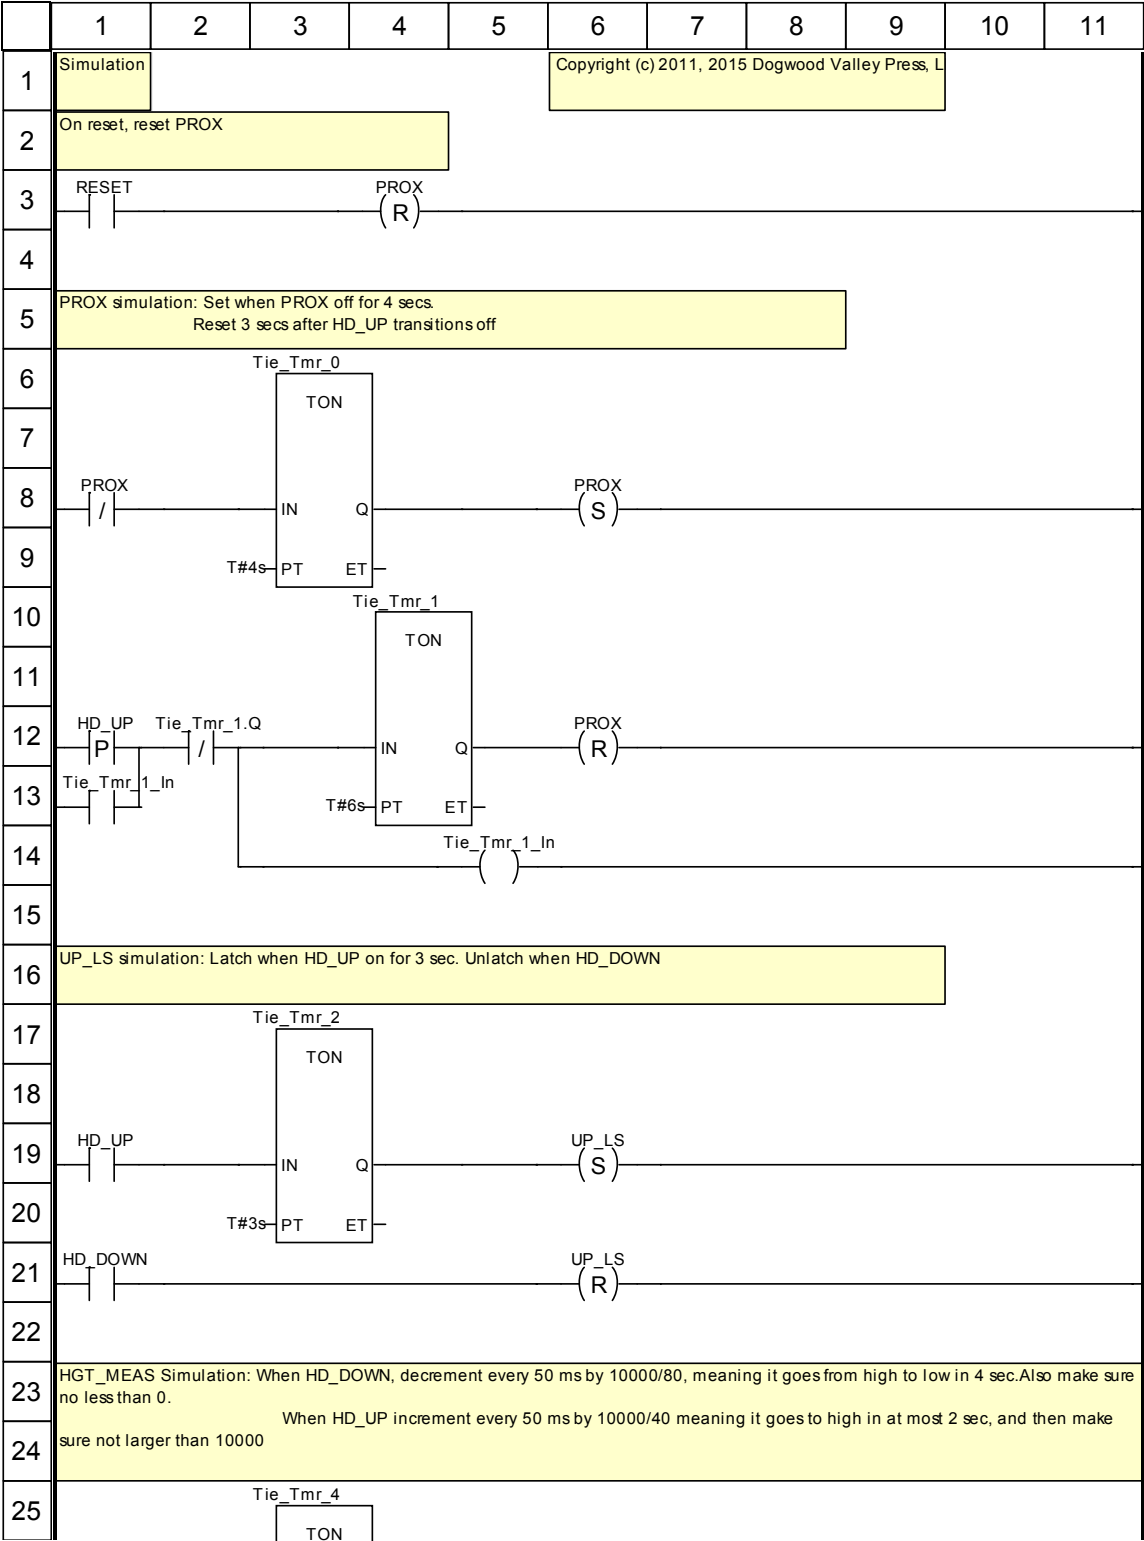 1 2 3 4 5 6 7 8 9 10 11
1
Simulation
Copyright (c) 2011, 2015 Dogwood Valley Press, L
2
On reset, reset PROX
3
RESET
PROX
R
4
5
PROX simulation: Set when PROX off for 4 secs.
Reset 3 secs after HD_UP transitions off
6
Tie_Tmr_0
TON
7
8
PROX
/
IN Q
PROX
S
9
T#4s PT ET
10
Tie_Tmr_1
TON
11
12
HD_UP
P
Tie_Tmr_1.Q
/
IN Q
PROX
R
13
Tie_Tmr_1_In
T#6s PT ET
14
Tie_Tmr_1_In
15
16
UP_LS simulation: Latch when HD_UP on for 3 sec. Unlatch when HD_DOWN
17
Tie_Tmr_2
TON
18
19
HD_UP
IN Q
UP_LS
S
20
T#3s PT ET
21
HD_DOWN
UP_LS
R
22
23
HGT_MEAS Simulation: When HD_DOWN, decrement every 50 ms by 10000/80, meaning it goes from high to low in 4 sec.Also make sure
no less than 0.
When HD_UP increment every 50 ms by 10000/40 meaning it goes to high in at most 2 sec, and then make
24
sure not larger than 10000
25
Tie_Tmr_4
TON